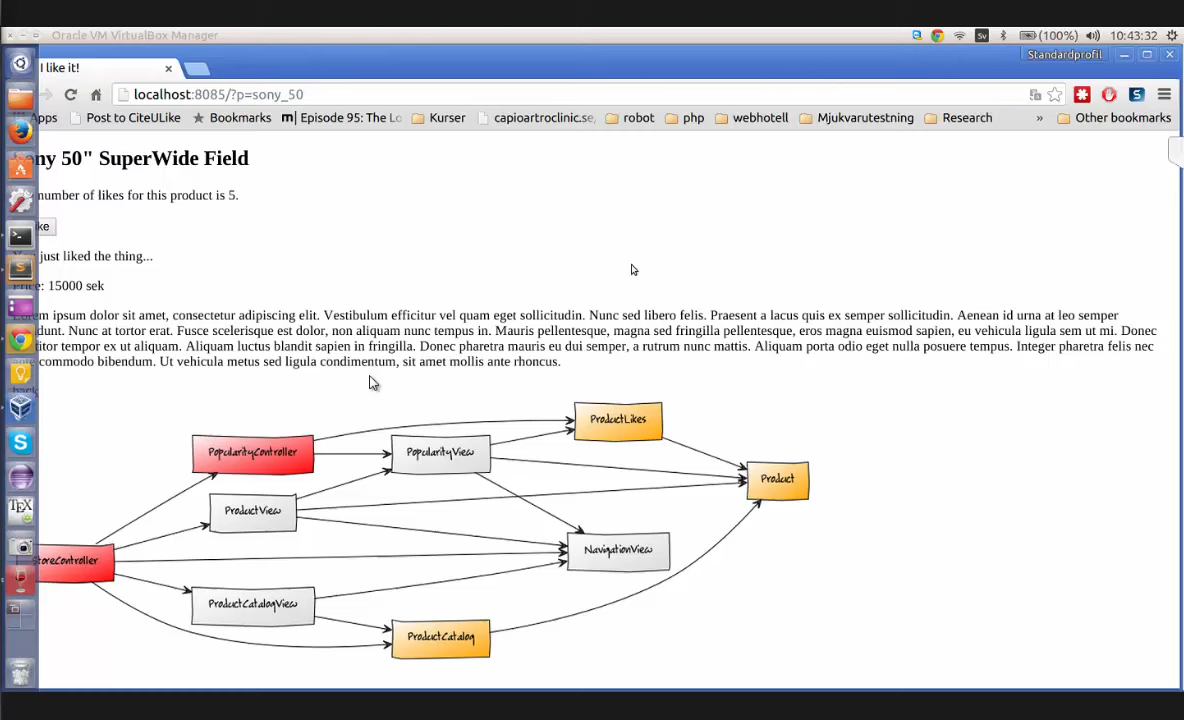 Oracle VM VirtualBox Manager
Sv
(100%)
10:43:32
I like it!
Standardprofil
localhost:8085/?p=sony_50
Apps
Post to CiteULike
Bookmarks
Episode 95: The Lo
Kurser
capioartroclinic.se,
robot
php
webhotell
Mjukvarutestning
Research
»
Other bookmarks
ny 50" SuperWide Field
number of likes for this product is 5.
ke
just liked the thing...
Price: 15000 sek
Lorem ipsum dolor sit amet, consectetur adipiscing elit. Vestibulum efficitur vel quam eget sollicitudin. Nunc sed libero felis. Praesent a lacus quis ex semper sollicitudin. Aenean id urna at leo semper
dunt. Nunc at tortor erat. Fusce scelerisque est dolor, non aliquam nunc tempus in. Mauris pellentesque, magna sed fringilla pellentesque, eros magna euismod sapien, eu vehicula ligula sem ut mi. Donec
itor tempor ex ut aliquam. Aliquam luctus blandit sapien in fringilla. Donec pharetra mauris eu dui semper, a rutrum nunc mattis. Aliquam porta odio eget nulla posuere tempus. Integer pharetra felis nec
commodo bibendum. Ut vehicula metus sed ligula condimentum, sit amet mollis ante rhoncus.
ProductLikes
PopularityController
PopularityView
Product
ProductView
NavigationView
StoreController
ProductCatalogView
ProductCatalog
TEX